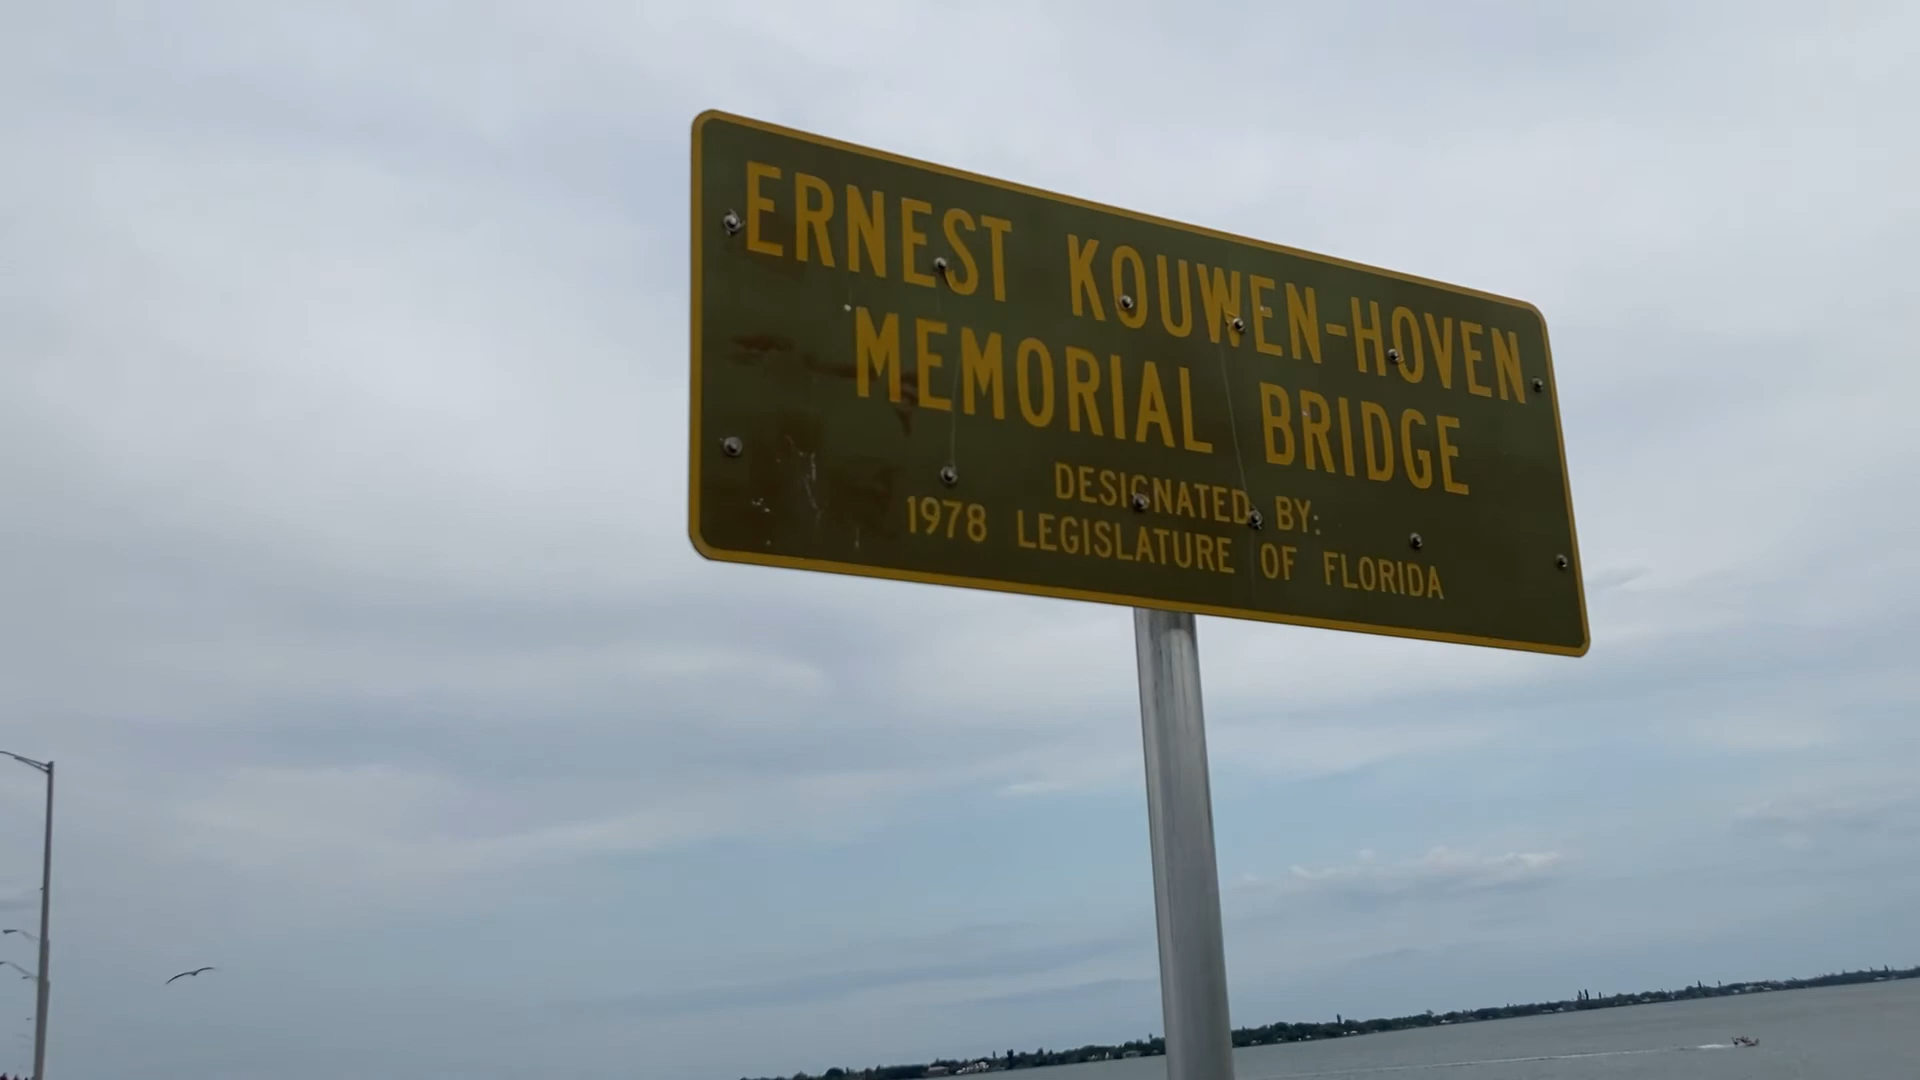 ERNEST KOUWEN-HOVEN
MEMORIAL BRIDGE
DESIGNATED BY:
1978 LEGISLATURE OF FLORIDA